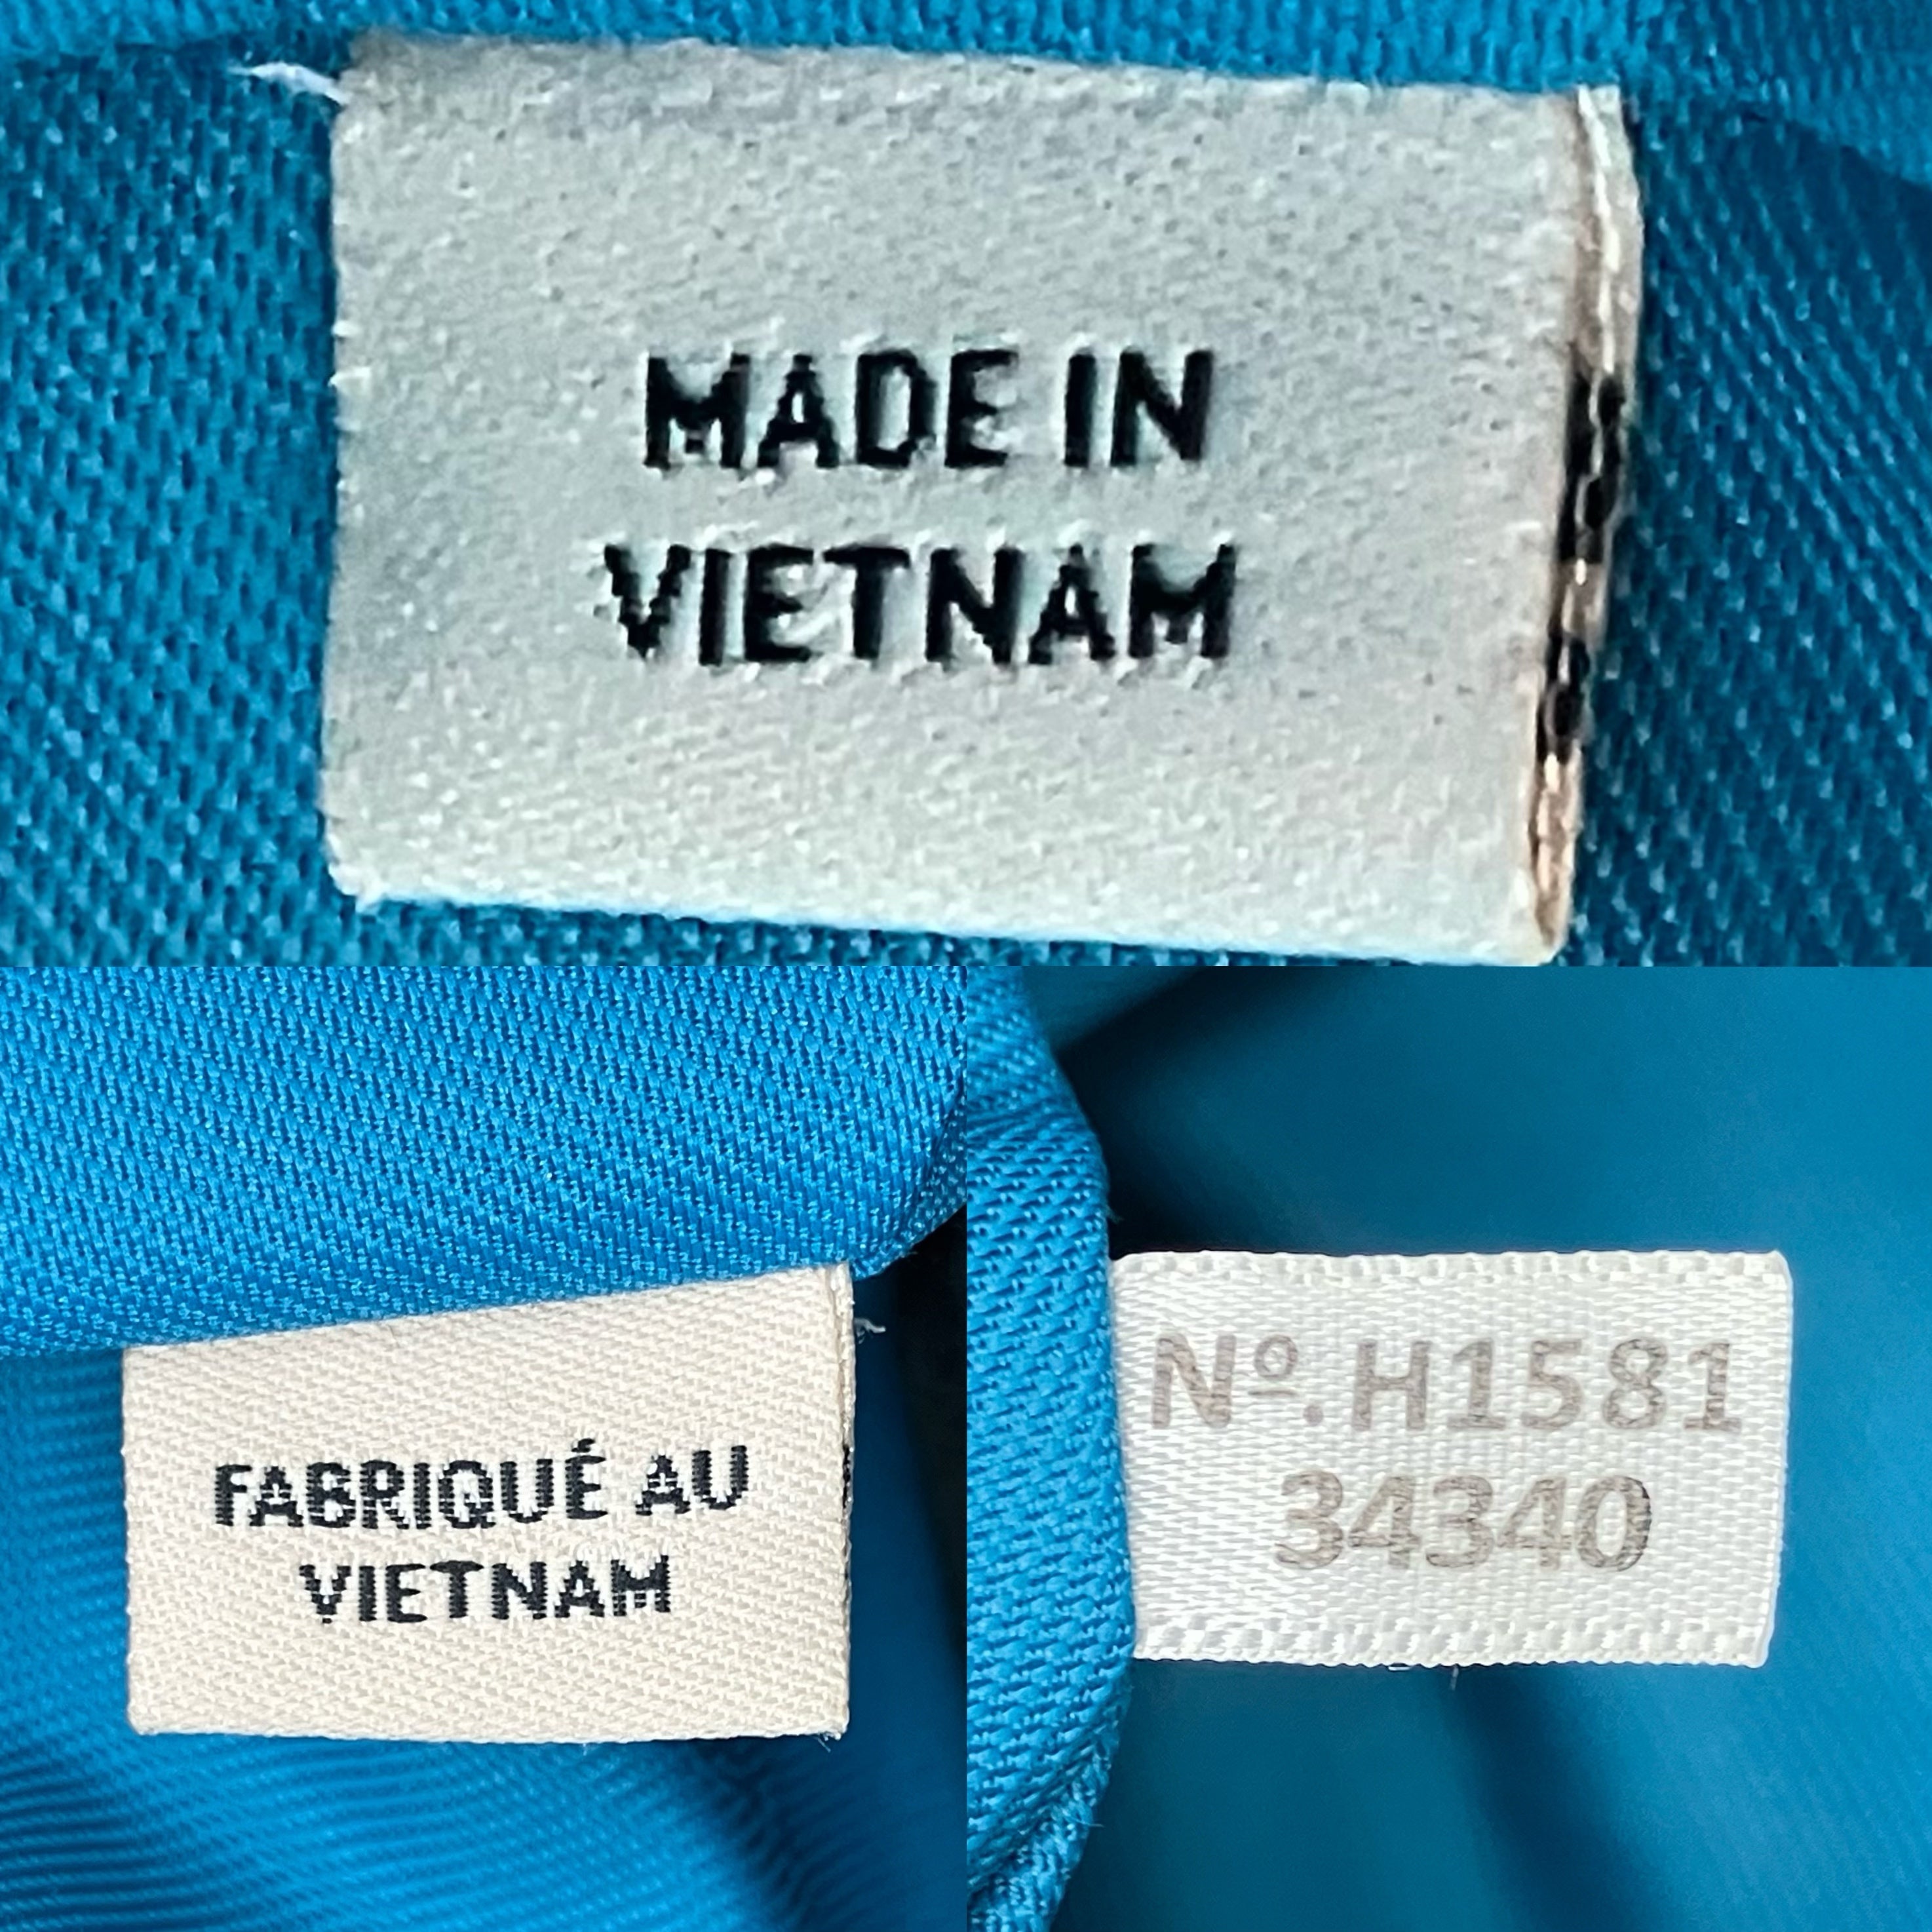 MADE IN
VIETNAM
FABRIQUÉ AU
VIETNAM
Nº.H1581
34340